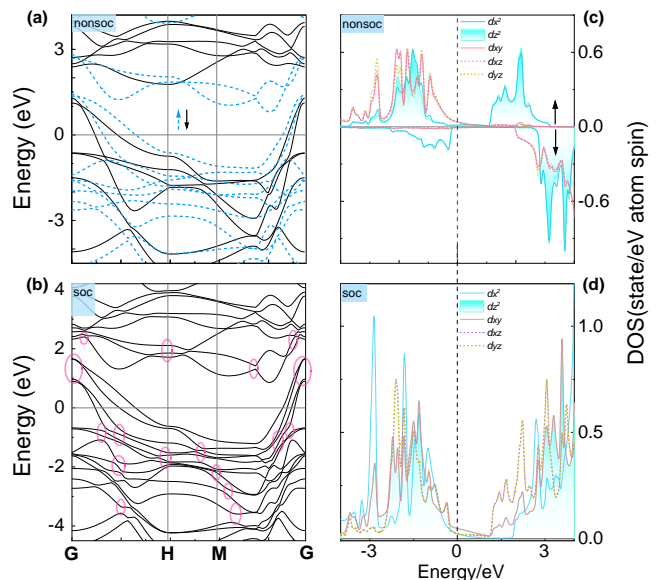 (a)
nonsoc
3
0
-3
Energy (eV)
(b)
soc
4
2
0
-2
-4
Energy (eV)
G
H
M
G
nonsoc
(c)
dx²
dz²
dxy
dxz
dyz
0.6
0.0
-0.6
soc
(d)
dx²
dz²
dxy
dxz
dyz
1.0
0.5
0.0
-3
0
3
Energy/eV
DOS(state/eV atom spin)